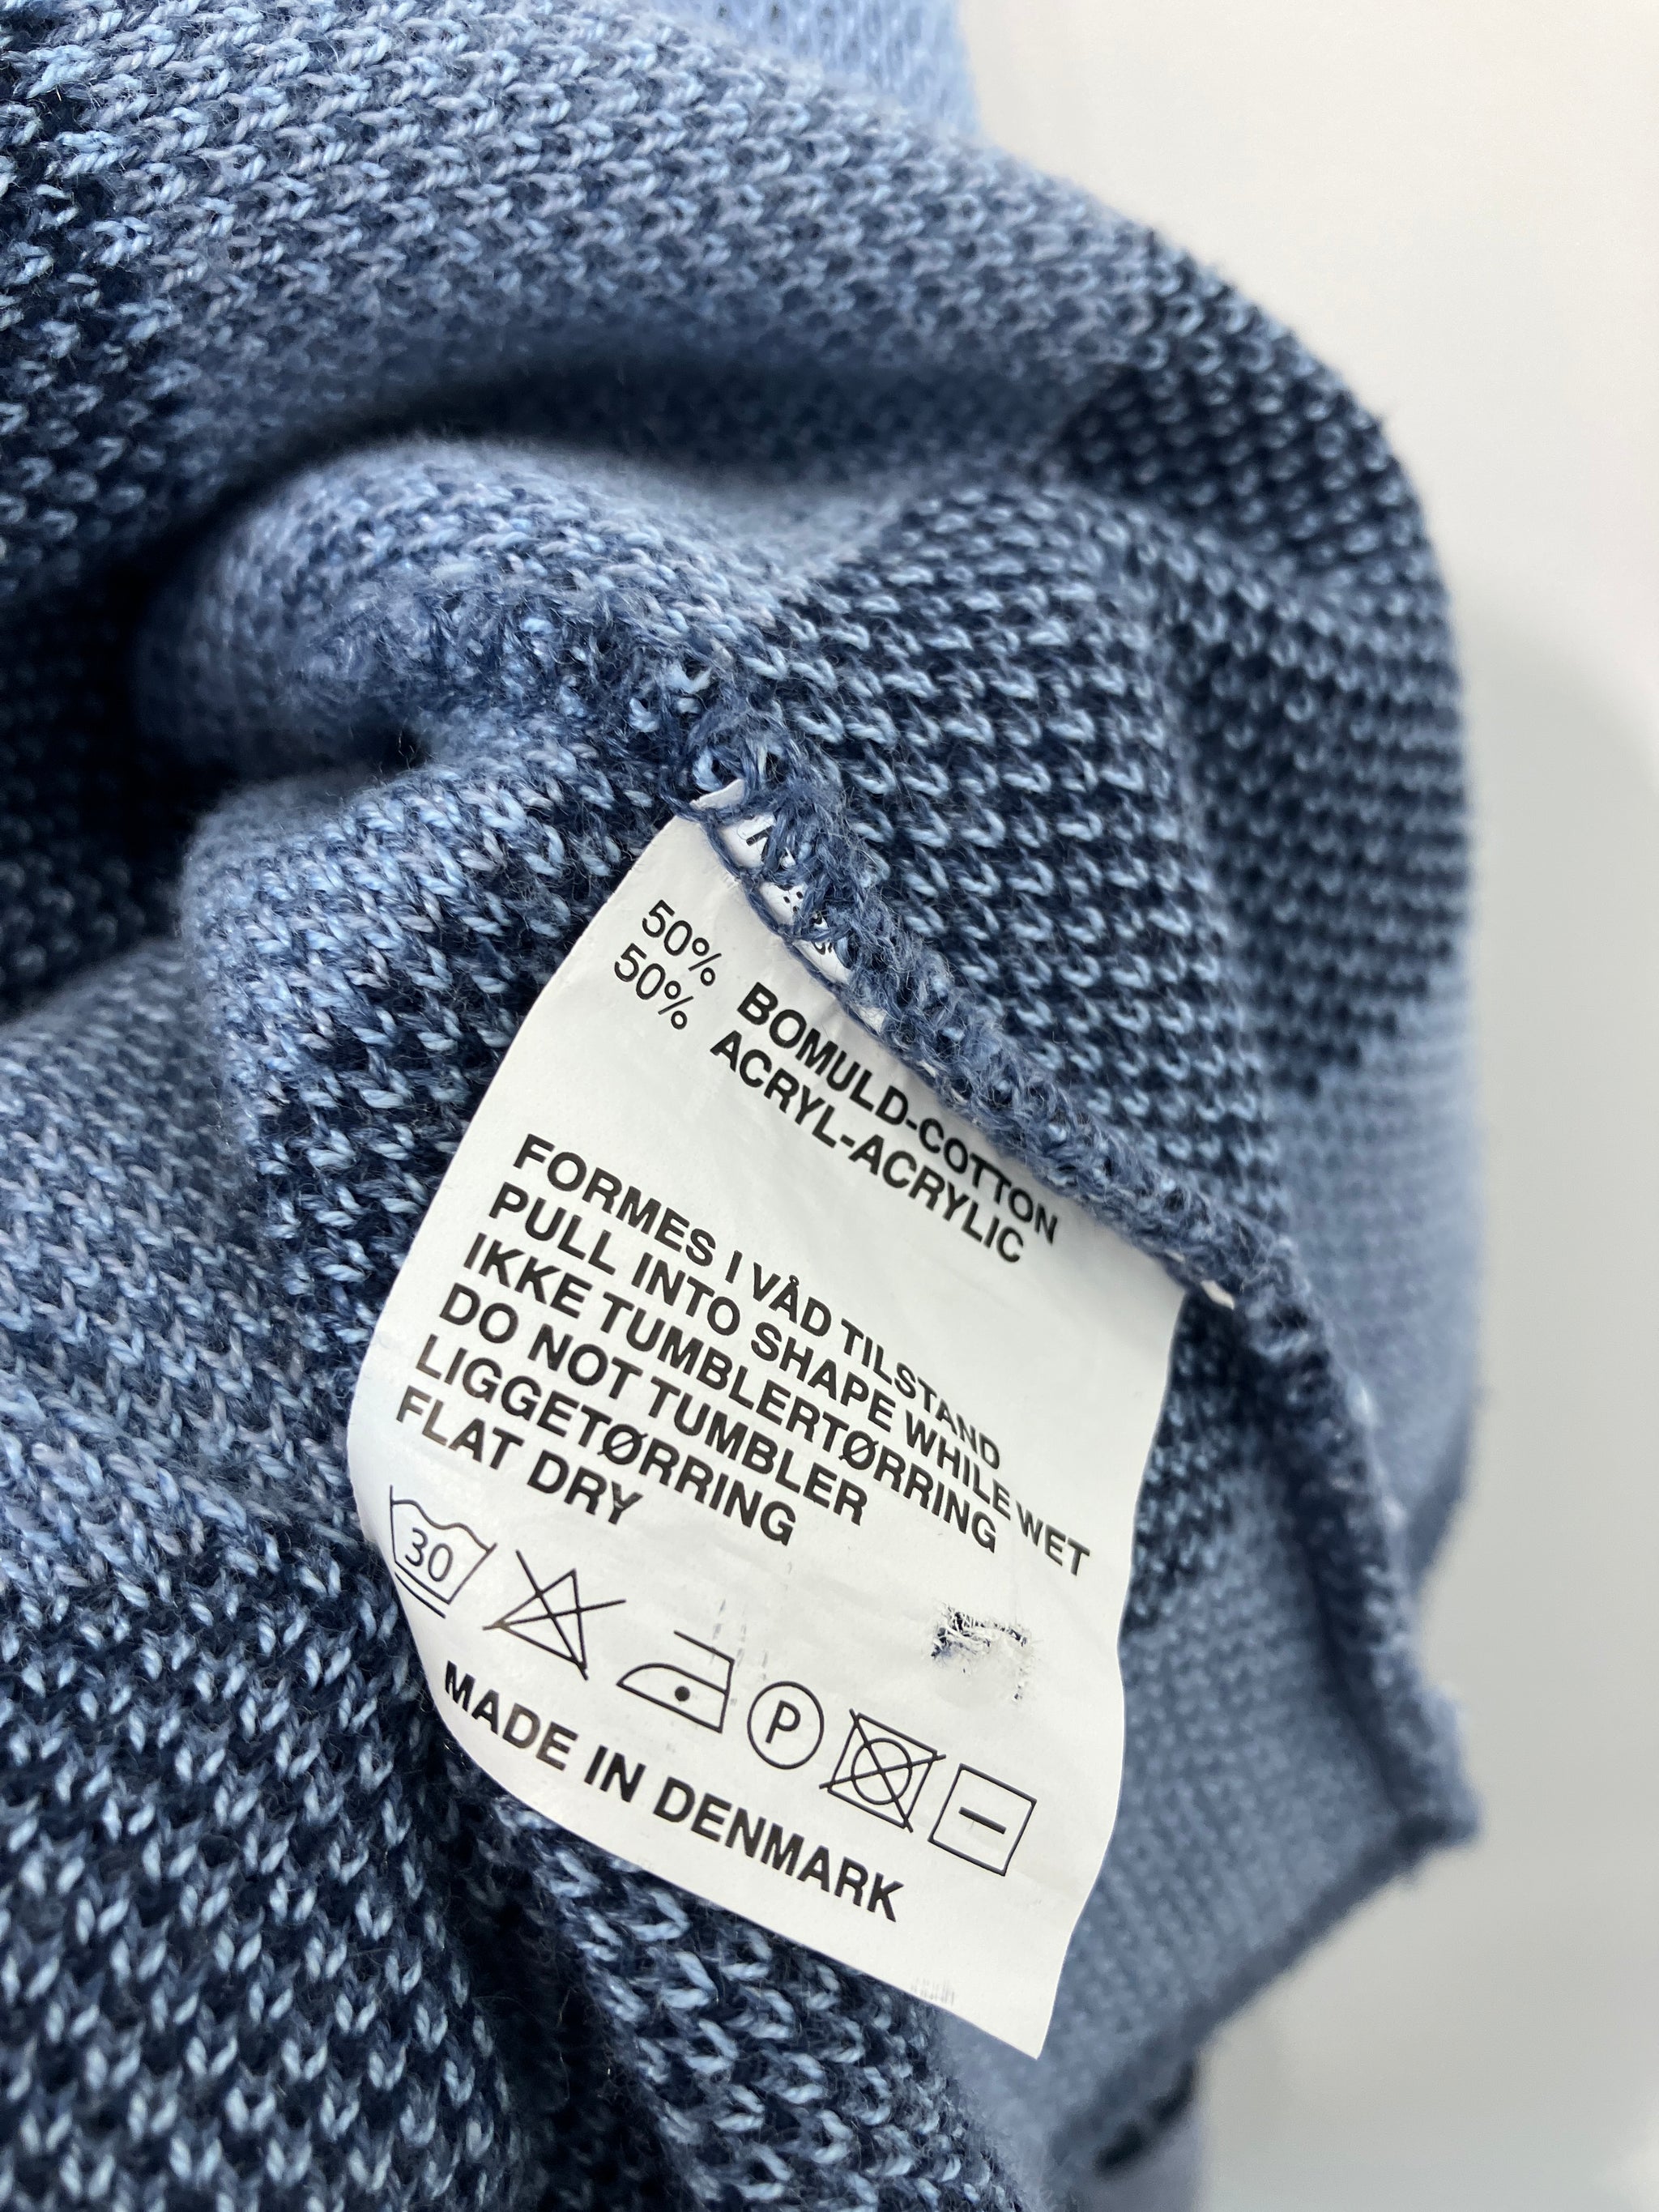 50% BOMULD-COTTON
50% ACRYL-ACRYLIC
FORMES I VÅD TILSTAND
PULL INTO SHAPE WHILE WET
IKKE TUMBLERTØRRING
DO NOT TUMBLER
LIGGETØRRING
FLAT DRY
30
P
MADE IN DENMARK